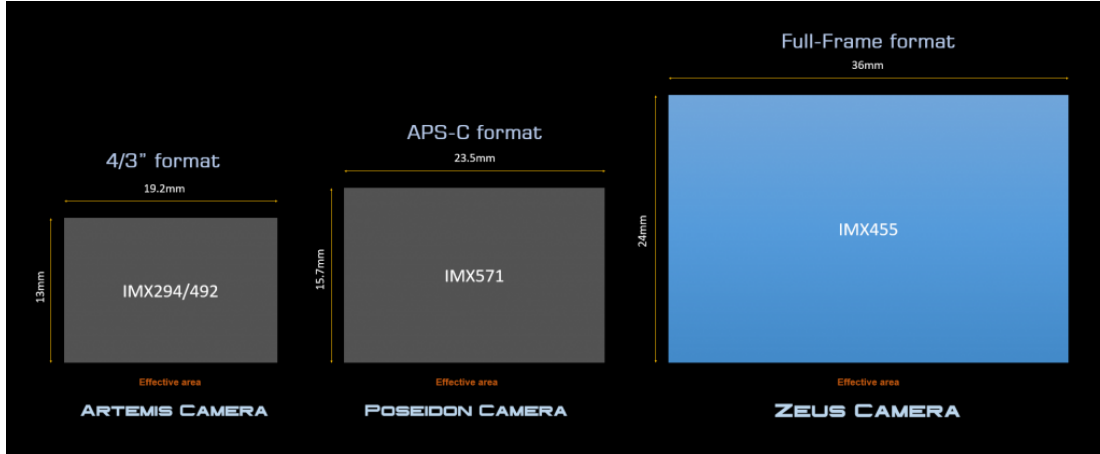 4/3" format
19.2mm
13mm
IMX294/492
Effective area
ARTEMIS CAMERA
APS-C format
23.5mm
15.7mm
IMX571
Effective area
POSEIDON CAMERA
Full-Frame format
36mm
24mm
IMX455
Effective area
ZEUS CAMERA